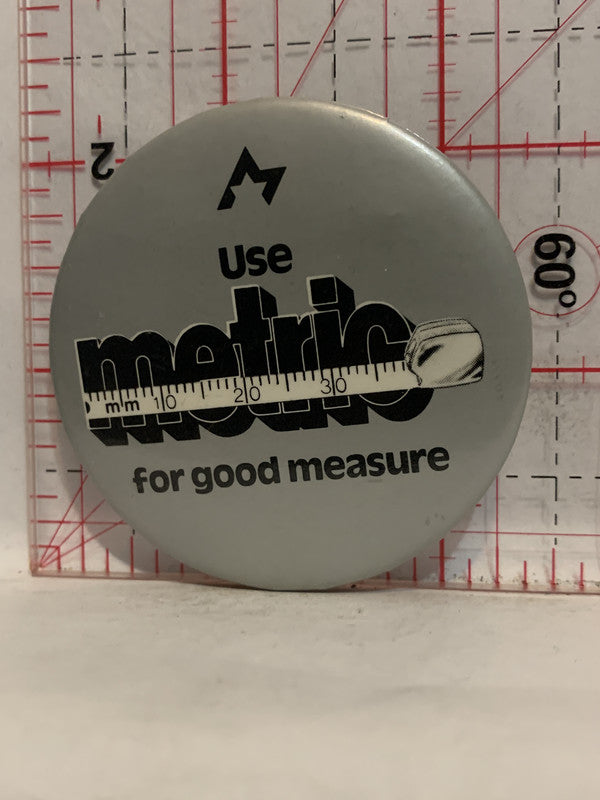 2
Use
metric
mm 10 20 30
for good measure
60°